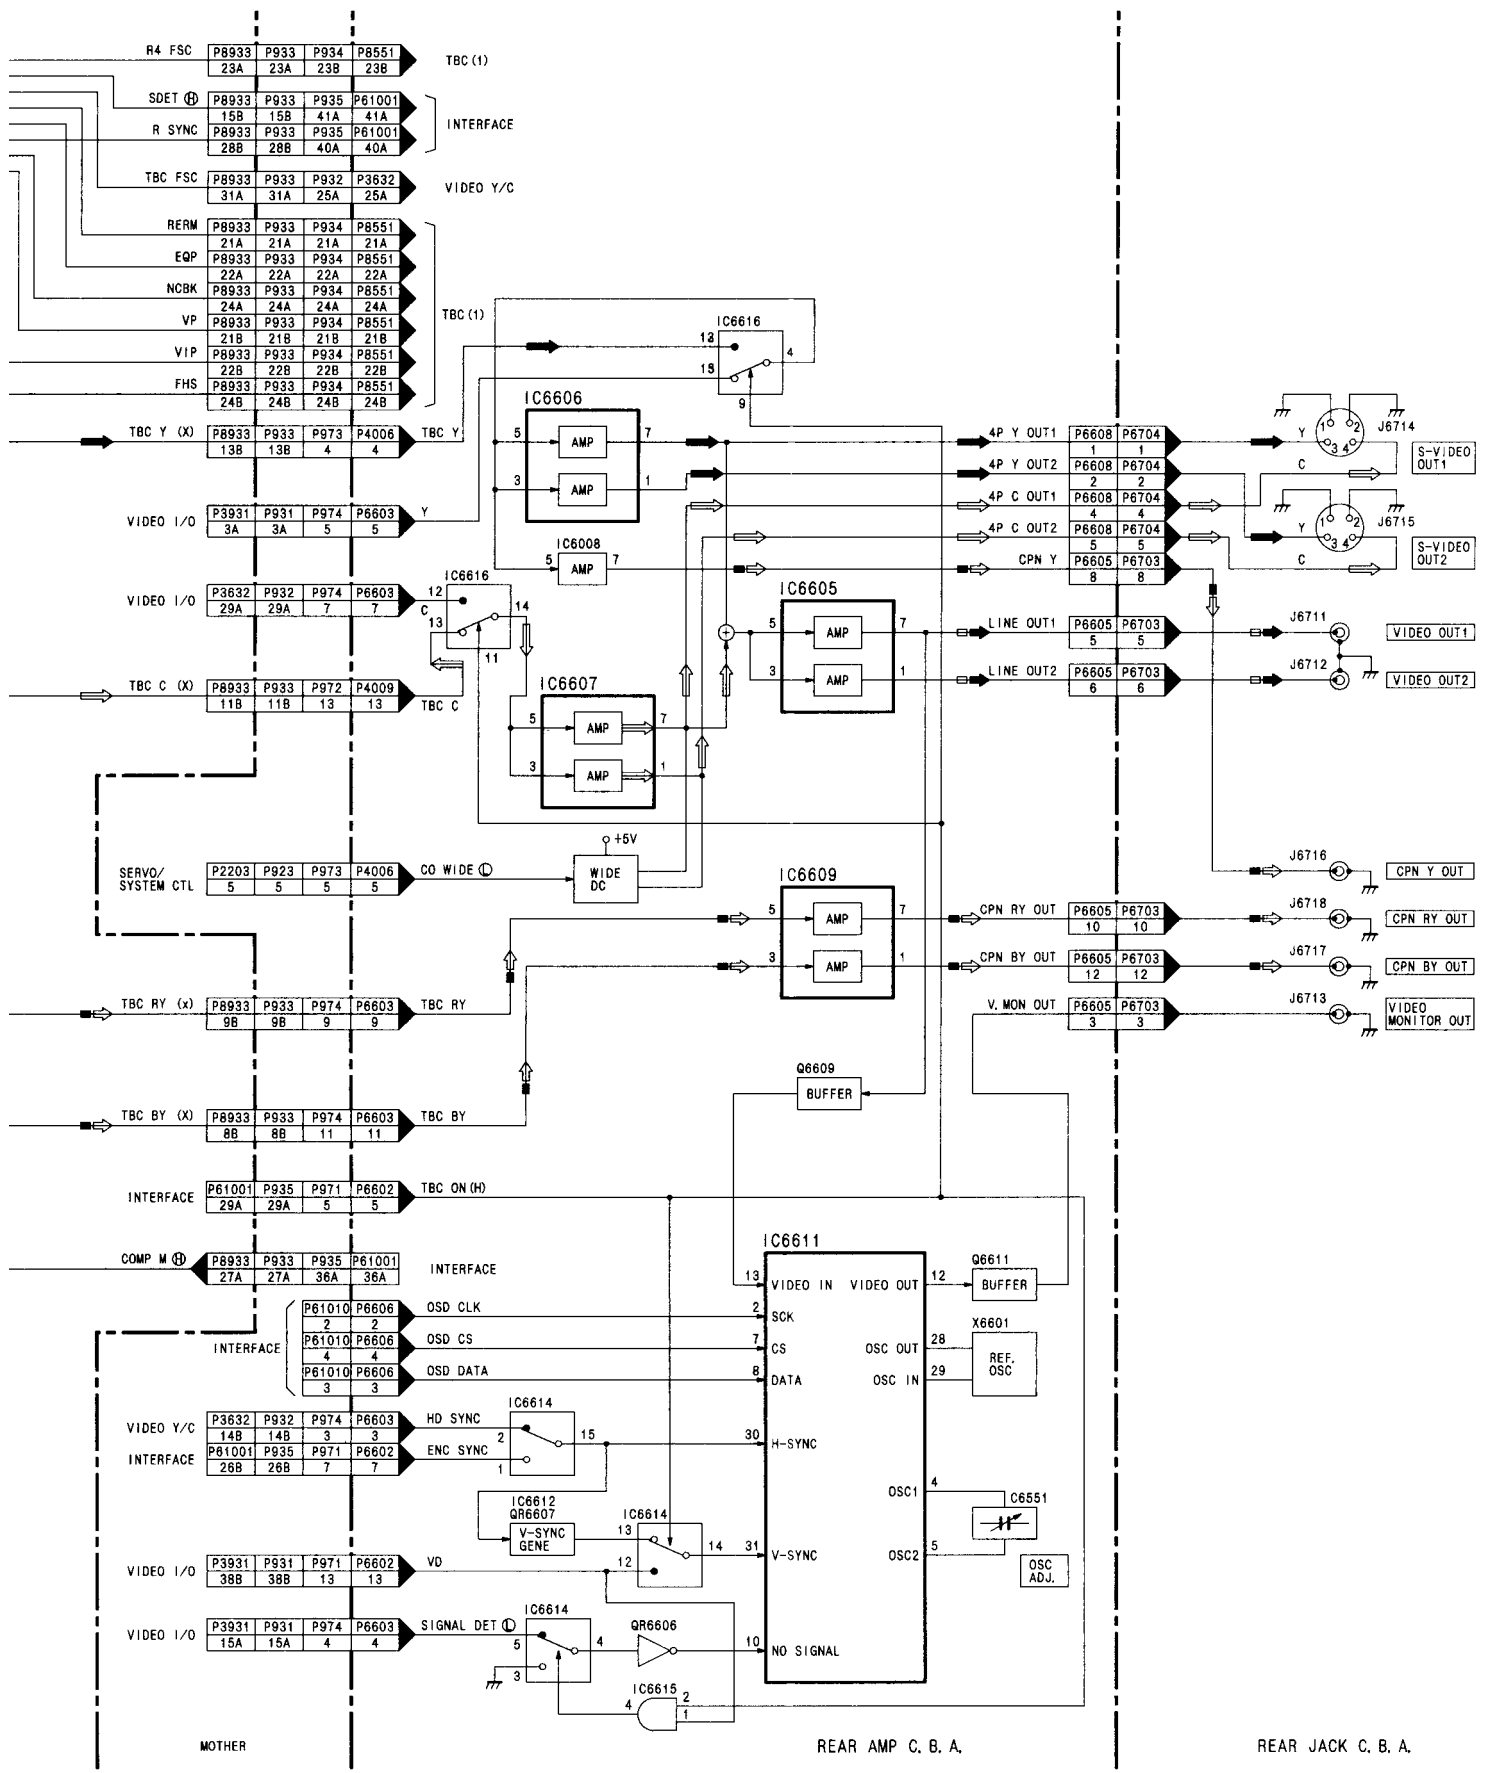 R4 FSC P8933 P933 P934 P8551 TBC (1)
23A 23A 23B 23B
SDET Ⓗ P8933 P933 P935 P61001
15B 15B 41A 41A
INTERFACE
R SYNC P8933 P933 P935 P61001
28B 28B 40A 40A
TBC FSC P8933 P933 P932 P3632 VIDEO Y/C
31A 31A 25A 25A
RERM P8933 P933 P934 P8551
21A 21A 21A 21A
EQP P8933 P933 P934 P8551
22A 22A 22A 22A
NCBK P8933 P933 P934 P8551
24A 24A 24A 24A
TBC (1)
VP P8933 P933 P934 P8551
21B 21B 21B 21B
VIP P8933 P933 P934 P8551
22B 22B 22B 22B
FHS P8933 P933 P934 P8551
24B 24B 24B 24B
IC6616
4
9
TBC Y (X) P8933 P933 P973 P4006 TBC Y
13B 13B 4 4
IC6606
5 AMP 7
3 AMP 1
4P Y OUT1 P6608 P6704
1 1
4P Y OUT2 P6608 P6704
2 2
4P C OUT1 P6608 P6704
4 4
4P C OUT2 P6608 P6704
5 5
CPN Y P6605 P6703
8 8
Y 1 2 3 4 J6714
C
S-VIDEO
OUT1
Y 1 2 3 4 J6715
C
S-VIDEO
OUT2
VIDEO I/O P3931 P931 P974 P6603 Y
3A 3A 5 5
IC6008
5 AMP 7
VIDEO I/O P3632 P932 P974 P6603
29A 29A 7 7
IC6616
12 C 14
13
11
IC6605
5 AMP 7
3 AMP 1
LINE OUT1 P6605 P6703 J6711 VIDEO OUT1
5 5
LINE OUT2 P6605 P6703 J6712 VIDEO OUT2
6 6
TBC C (X) P8933 P933 P972 P4009 TBC C
11B 11B 13 13
IC6607
5 AMP 7
3 AMP 1
+5V
SERVO/
SYSTEM CTL
P2203 P923 P973 P4006 CO WIDE Ⓛ
5 5 5 5
WIDE
DC
J6716 CPN Y OUT
IC6609
5 AMP 7
3 AMP 1
CPN RY OUT P6605 P6703 J6718 CPN RY OUT
10 10
CPN BY OUT P6605 P6703 J6717 CPN BY OUT
12 12
V. MON OUT P6605 P6703 J6713 VIDEO
MONITOR OUT
3 3
TBC RY (x) P8933 P933 P974 P6603 TBC RY
9B 9B 9 9
Q6609
BUFFER
TBC BY (X) P8933 P933 P974 P6603 TBC BY
8B 8B 11 11
INTERFACE P61001 P935 P971 P6602 TBC ON(H)
29A 29A 5 5
COMP M Ⓗ P8933 P933 P935 P61001 INTERFACE
27A 27A 36A 36A
IC6611
13 VIDEO IN VIDEO OUT 12
Q6611
BUFFER
INTERFACE
P61010 P6606 OSD CLK 2 SCK
2 2
P61010 P6606 OSD CS 7 CS
4 4
P61010 P6606 OSD DATA 8 DATA
3 3
OSC OUT 28
OSC IN 29
X6601
REF.
OSC
VIDEO Y/C P3632 P932 P974 P6603 HD SYNC
14B 14B 3 3
INTERFACE P61001 P935 P971 P6602 ENC SYNC
26B 26B 7 7
IC6614
2 15
1
30 H-SYNC
OSC1 4
C6551
OSC2 5
OSC
ADJ.
IC6612
QR6607
V-SYNC
GENE
IC6614
13
12 14
31 V-SYNC
VIDEO I/O P3931 P931 P971 P6602 VD
38B 38B 13 13
VIDEO I/O P3931 P931 P974 P6603 SIGNAL DET Ⓛ
15A 15A 4 4
IC6614
5 4
3
QR6606
10 NO SIGNAL
IC6615
4 2
1
MOTHER
REAR AMP C. B. A.
REAR JACK C. B. A.